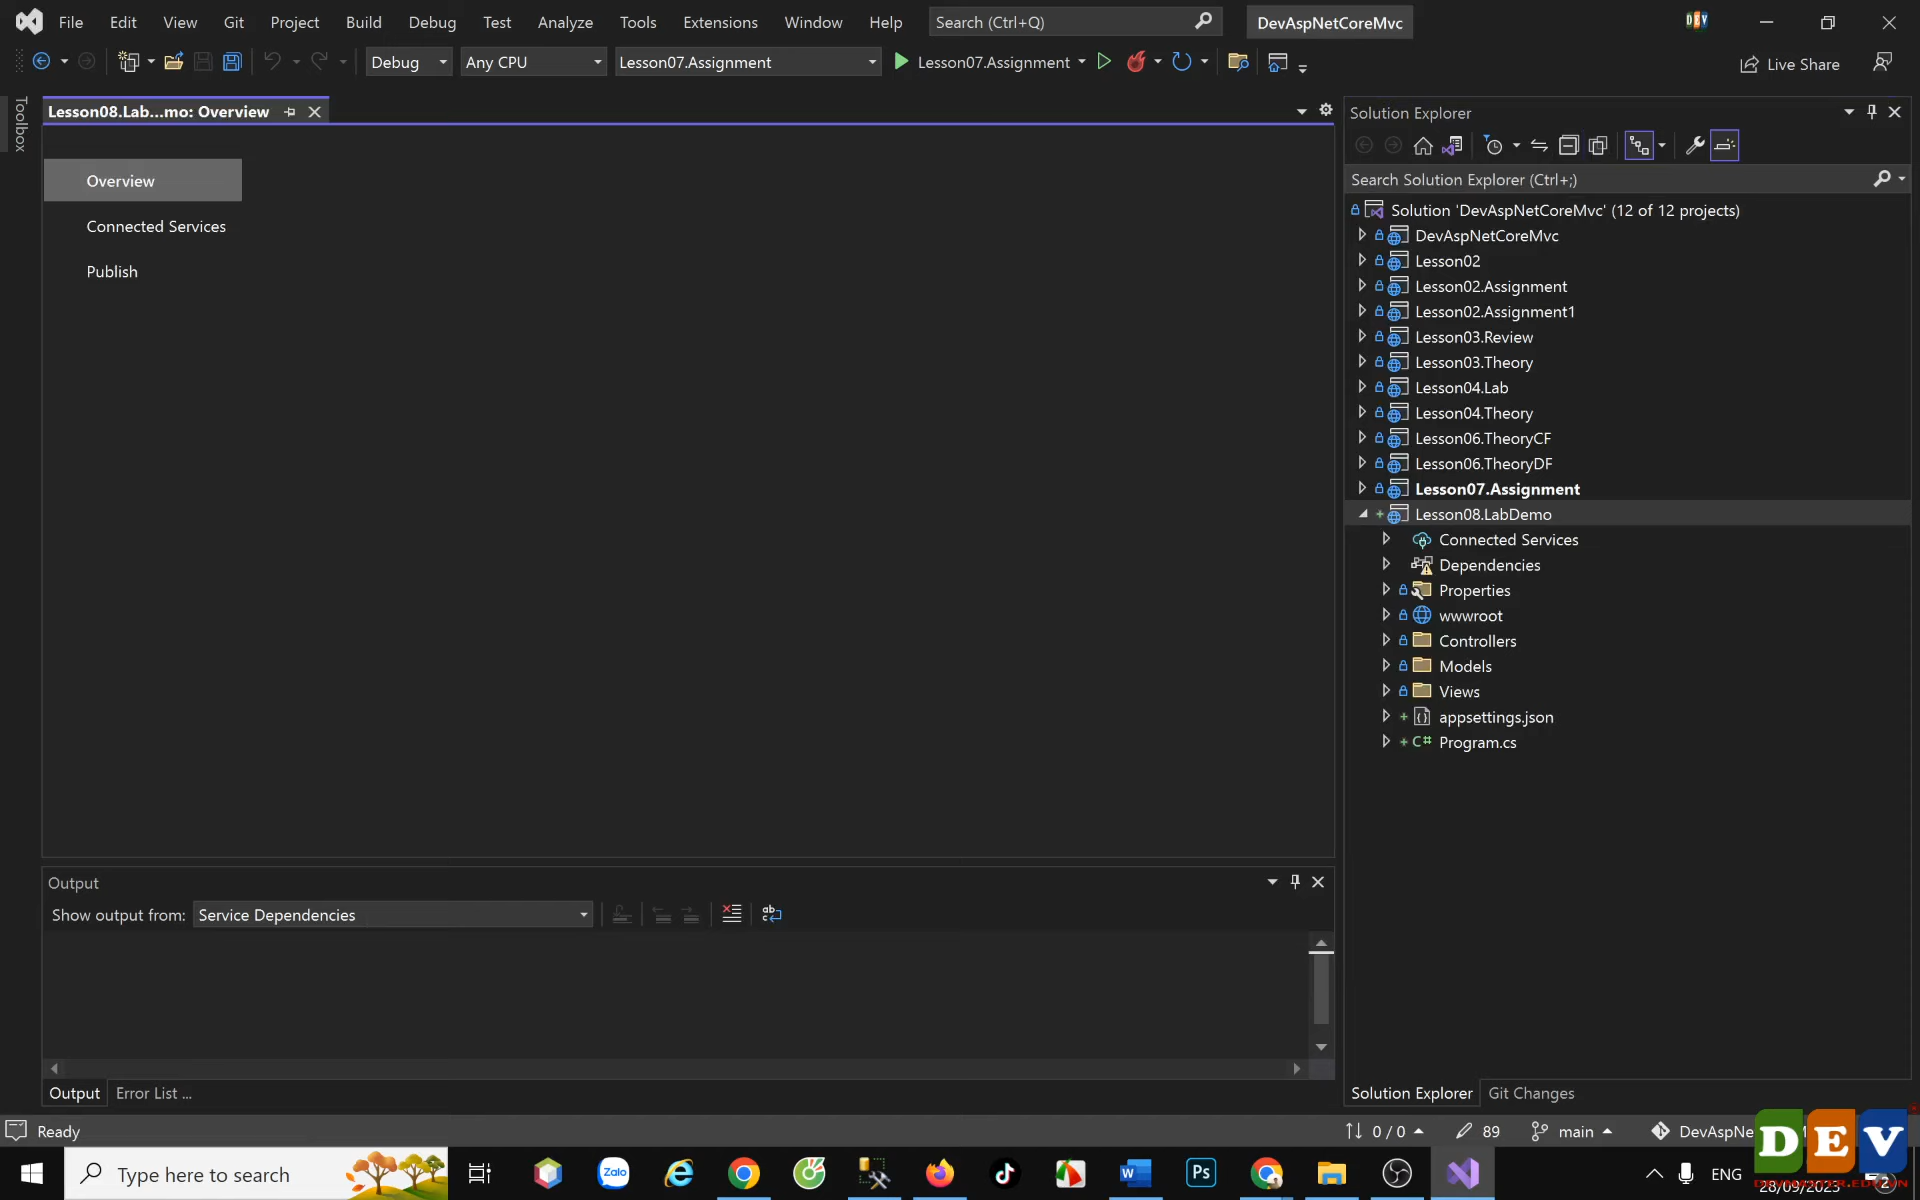 File Edit View Git Project Build Debug Test Analyze Tools Extensions Window Help Search (Ctrl+Q) DevAspNetCoreMvc
Debug Any CPU Lesson07.Assignment Lesson07.Assignment Live Share
Toolbox
Lesson08.Lab...mo: Overview
Overview
Connected Services
Publish
Solution Explorer
Search Solution Explorer (Ctrl+;)
Solution 'DevAspNetCoreMvc' (12 of 12 projects)
DevAspNetCoreMvc
Lesson02
Lesson02.Assignment
Lesson02.Assignment1
Lesson03.Review
Lesson03.Theory
Lesson04.Lab
Lesson04.Theory
Lesson06.TheoryCF
Lesson06.TheoryDF
Lesson07.Assignment
Lesson08.LabDemo
Connected Services
Dependencies
Properties
wwwroot
Controllers
Models
Views
appsettings.json
C# Program.cs
Output
Show output from: Service Dependencies
Output Error List ...
Solution Explorer Git Changes
Ready 0 / 0 89 main DevAspNe
Type here to search
Zalo
Ps
ENG
28/09/2023
2
DEV